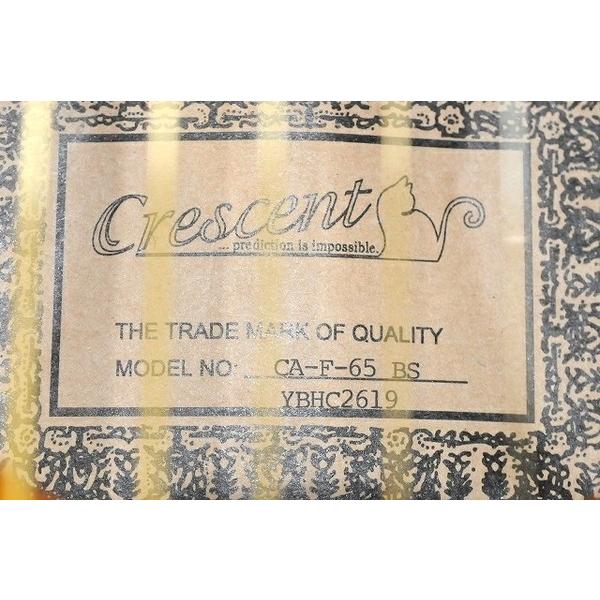 Crescent
... prediction is impossible.
THE TRADE MARK OF QUALITY
MODEL NO: CA-F-65 BS
YBHC2619